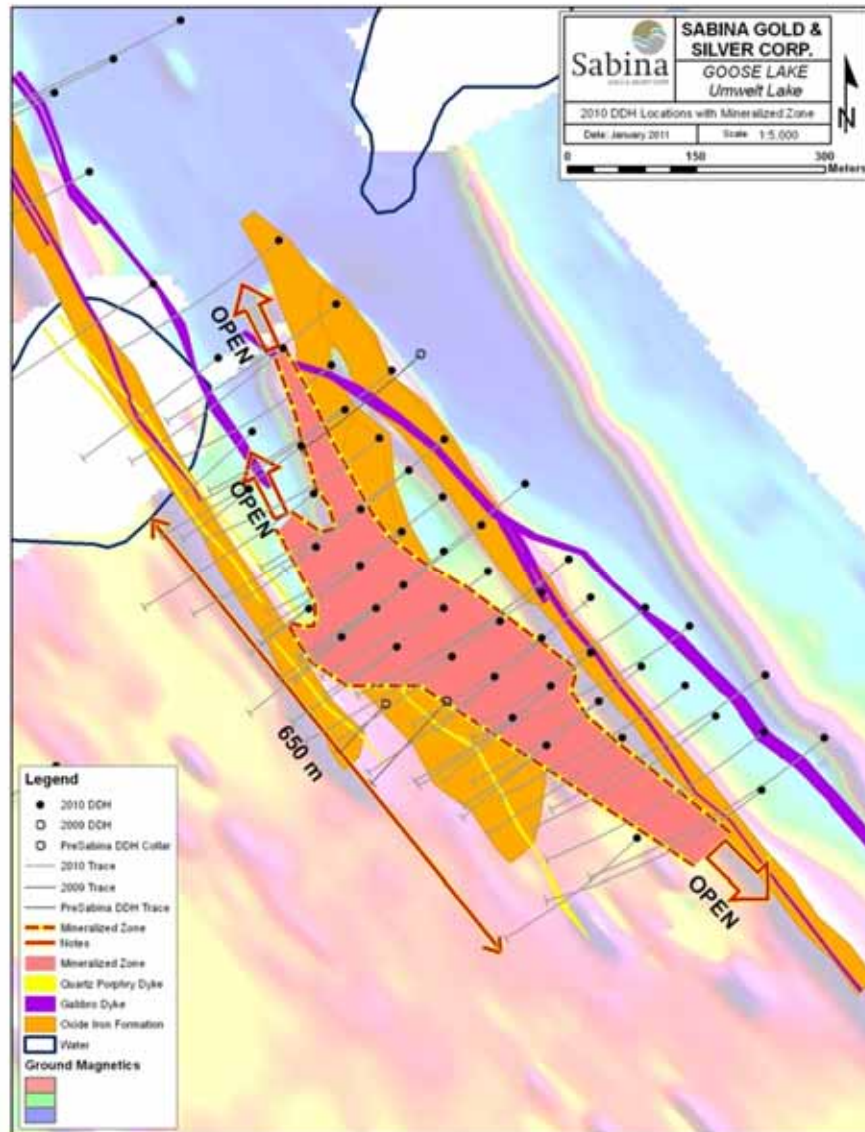 Sabina
SABINA GOLD &
SILVER CORP.
GOOSE LAKE
Umwelt Lake
2010 DDH Locations with Mineralized Zone
Date: January 2011
Scale 1:5,000
N
0 150 300
Meters
OPEN
OPEN
650 m
OPEN
Legend
2010 DDH
2009 DDH
PreSabina DDH Collar
2010 Trace
2009 Trace
PreSabina DDH Trace
Mineralized Zone
Notes
Mineralized Zone
Quartz Porphry Dyke
Gabbro Dyke
Oxide Iron Formation
Water
Ground Magnetics